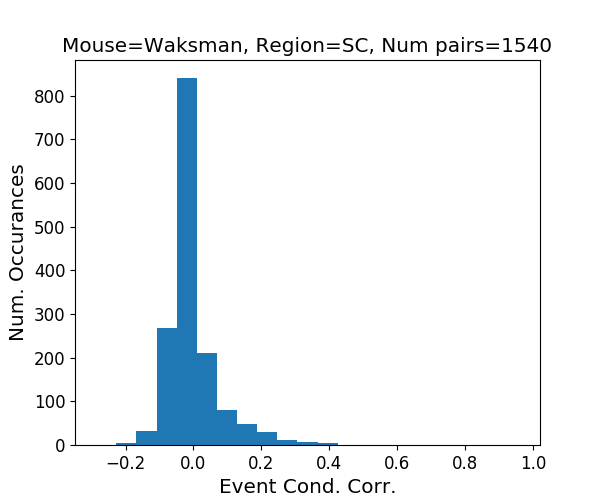 Mouse=Waksman, Region=SC, Num pairs=1540
Num. Occurances
800
700
600
500
400
300
200
100
0
−0.2 0.0 0.2 0.4 0.6 0.8 1.0
Event Cond. Corr.